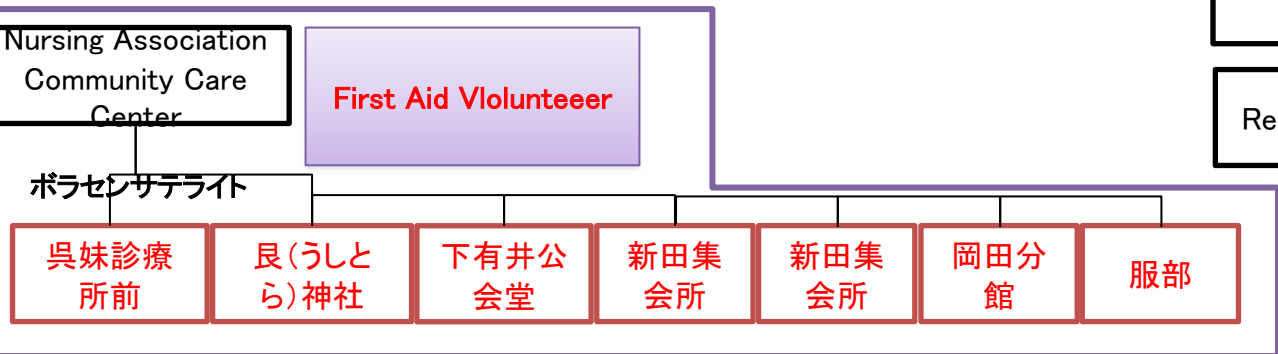 Nursing Association
Community Care
Center
First Aid Vlolunteeer
Re
ボラセンサテライト
呉妹診療
所前
艮(うしと
ら)神社
下有井公
会堂
新田集
会所
新田集
会所
岡田分
館
服部